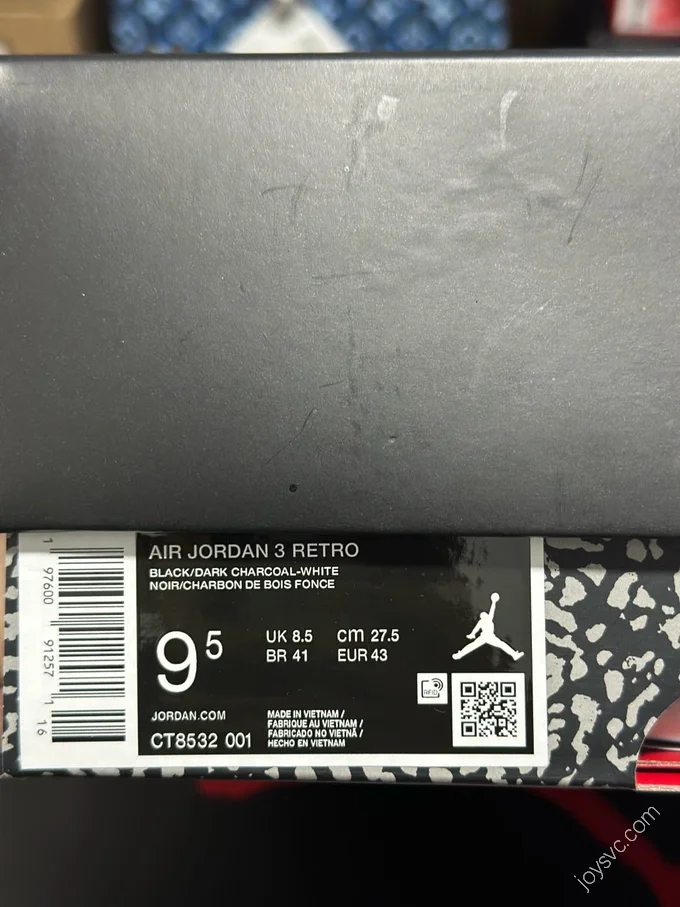 AIR JORDAN 3 RETRO
BLACK/DARK CHARCOAL-WHITE
NOIR/CHARBON DE BOIS FONCE
9 5
UK 8.5 cm 27.5
BR 41 EUR 43
RFID
JORDAN.COM
CT8532 001
MADE IN VIETNAM /
FABRIQUE AU VIETNAM /
FABRICADO NO VIETNÃ /
HECHO EN VIETNAM
1 97600 91257 1 16
joysvc.com